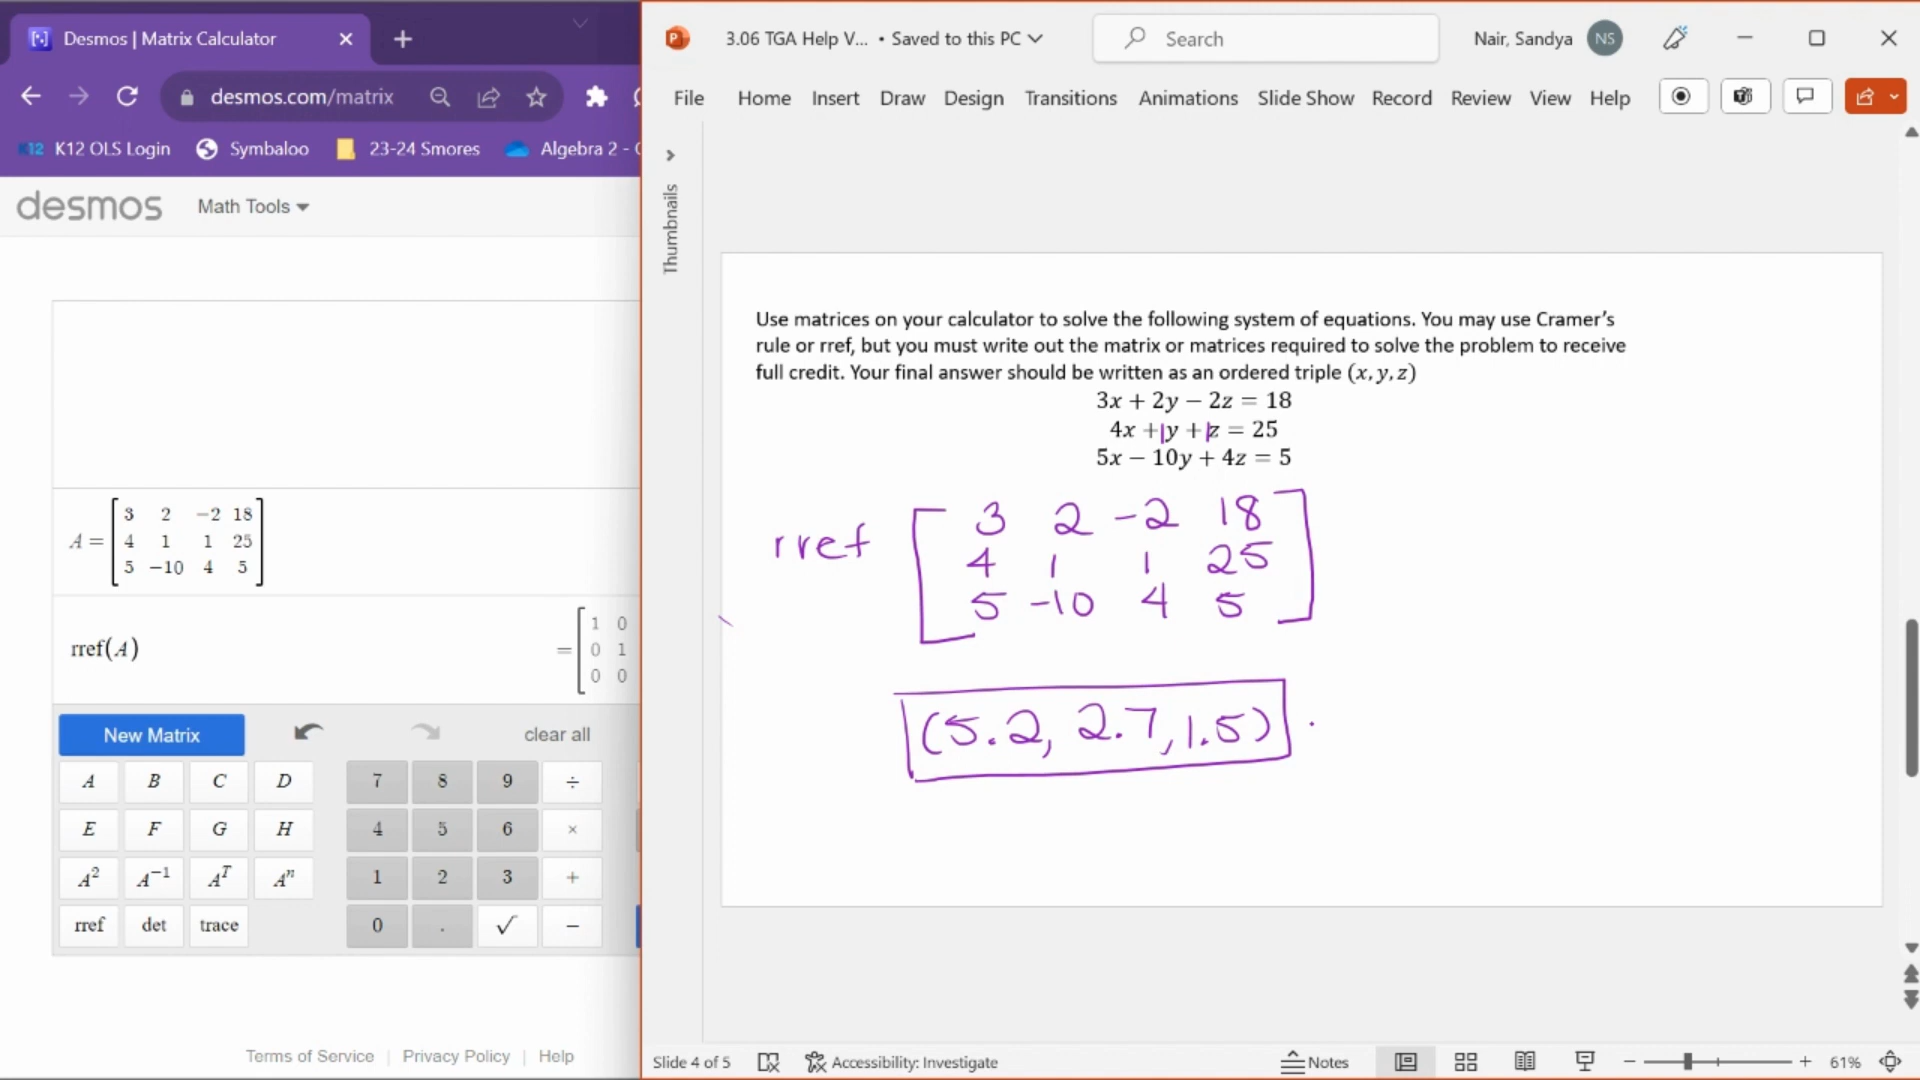 Desmos | Matrix Calculator
desmos.com/matrix
K12 K12 OLS Login Symbaloo 23-24 Smores Algebra 2 -
desmos Math Tools
A = [3 2 −2 18
4 1 1 25
5 −10 4 5]
rref(A) = [1 0
0 1
0 0
New Matrix clear all
A B C D 7 8 9 ÷
E F G H 4 5 6 ×
A² A⁻¹ Aᵀ Aⁿ 1 2 3 +
rref det trace 0 . √ −
Terms of Service | Privacy Policy | Help
3.06 TGA Help V... • Saved to this PC Search Nair, Sandya NS
File Home Insert Draw Design Transitions Animations Slide Show Record Review View Help
Thumbnails
Use matrices on your calculator to solve the following system of equations. You may use Cramer's
rule or rref, but you must write out the matrix or matrices required to solve the problem to receive
full credit. Your final answer should be written as an ordered triple (x, y, z)
3x + 2y − 2z = 18
4x + 1y + 1z = 25
5x − 10y + 4z = 5
rref [3 2 -2 18
4 1 1 25
5 -10 4 5]
(5.2, 2.7, 1.5)
Slide 4 of 5 Accessibility: Investigate Notes 61%